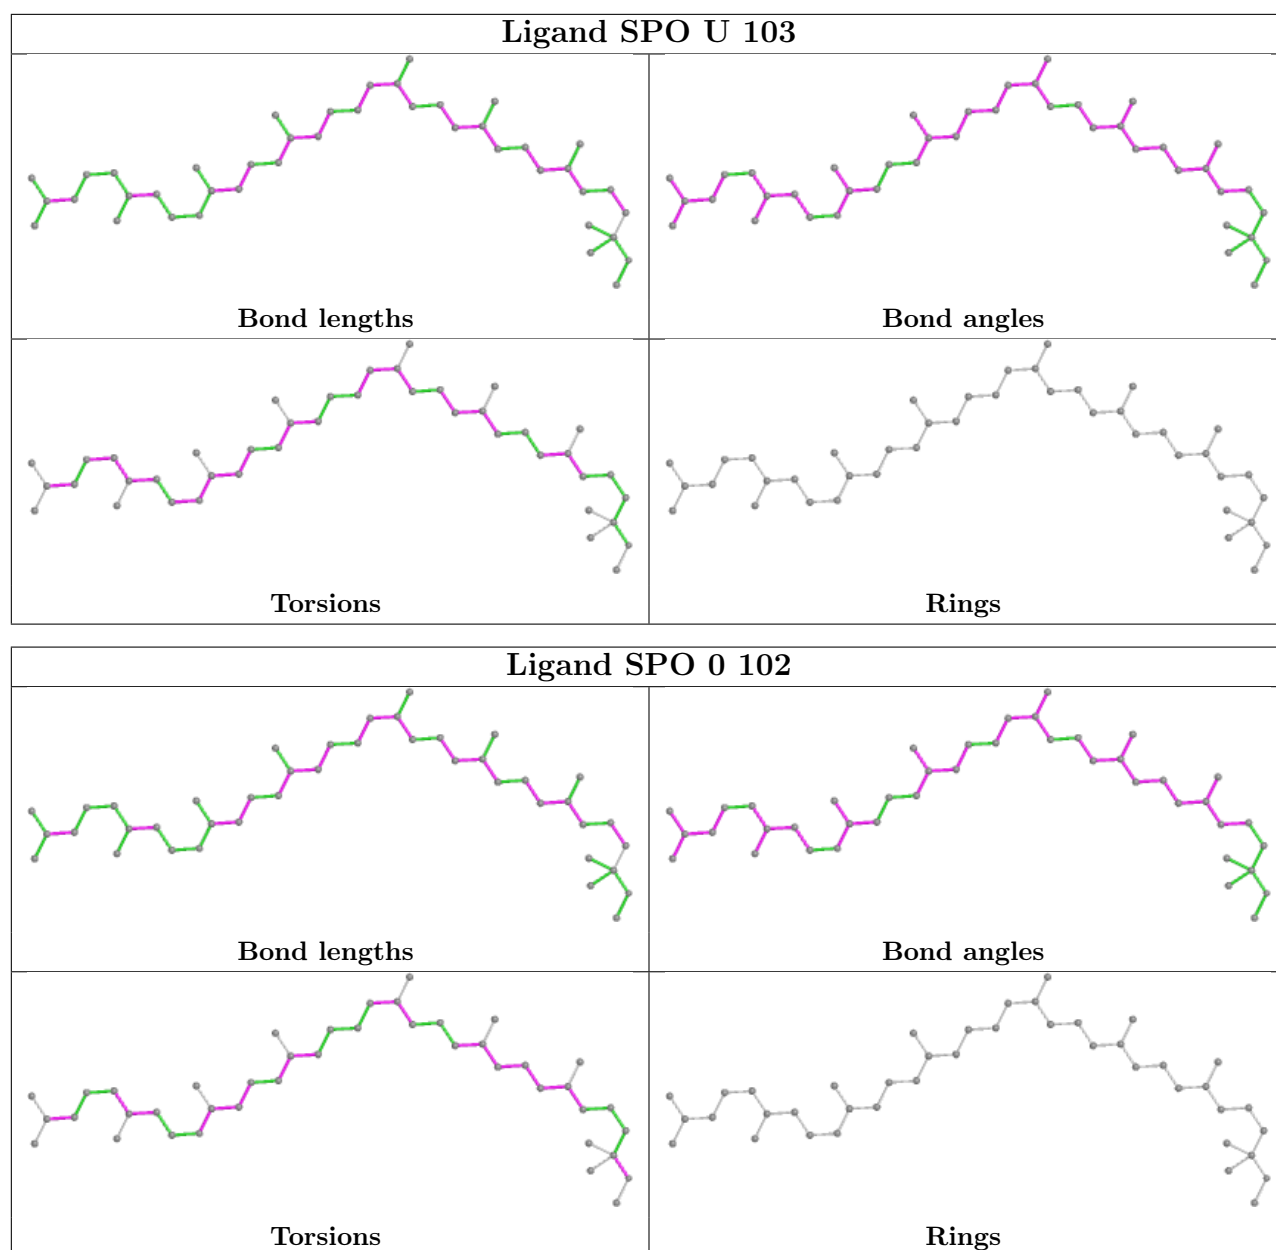 Ligand SPO U 103
Bond lengths
Bond angles
Torsions
Rings
Ligand SPO 0 102
Bond lengths
Bond angles
Torsions
Rings